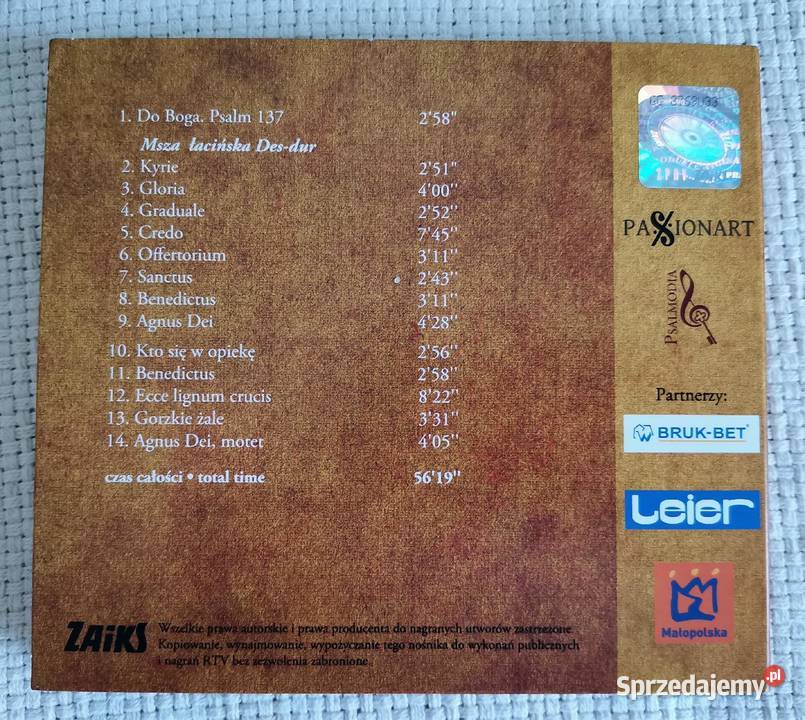 1. Do Boga. Psalm 137 2'58"
Msza łacińska Des-dur
2. Kyrie 2'51"
3. Gloria 4'00"
4. Graduale 2'52"
5. Credo 7'45"
6. Offertorium 3'11"
7. Sanctus 2'43"
8. Benedictus 3'11"
9. Agnus Dei 4'28"
10. Kto się w opiekę 2'56"
11. Benedictus 2'58"
12. Ecce lignum crucis 8'22"
13. Gorzkie żale 3'31"
14. Agnus Dei, motet 4'05"
czas całości • total time 56'19"
ZAiKS
Wszelkie prawa autorskie i prawa producenta do nagranych utworów zastrzeżone.
Kopiowanie, wynajmowanie, wypożyczanie tego nośnika do wykonań publicznych
i nagrań RTV bez zezwolenia zabronione.
PASSIONART
PSALMODIA
Partnerzy:
BRUK-BET
Leier
Małopolska
Sprzedajemy.pl